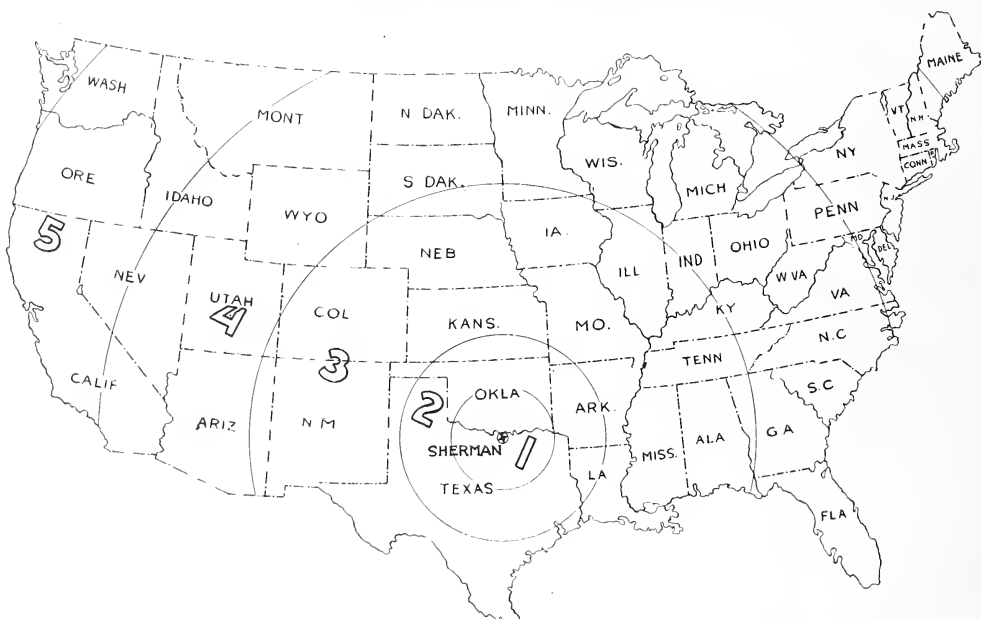 WASH
MONT
N DAK.
MINN.
MAINE
VT
N.H.
ORE
IDAHO
S DAK.
WIS.
MICH
NY
MASS
CONN
WYO
NEB
IA.
PENN
N.J.
5
NEV
UTAH
4
COL
KANS.
ILL
IND
OHIO
MD
DEL
W VA
VA
MO.
KY
N.C
3
TENN
CALIF
ARIZ
N M
2
OKLA
ARK.
S.C
SHERMAN
1
TEXAS
LA
MISS.
ALA
GA
FLA